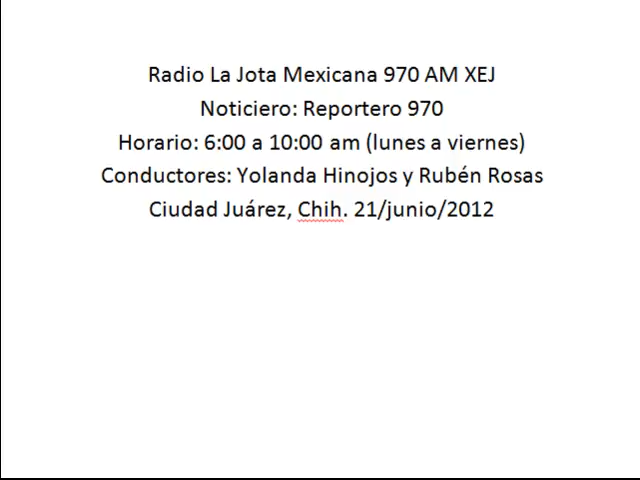 Radio La Jota Mexicana 970 AM XEJ
Noticiero: Reportero 970
Horario: 6:00 a 10:00 am (lunes a viernes)
Conductores: Yolanda Hinojos y Rubén Rosas
Ciudad Juárez, Chih. 21/junio/2012